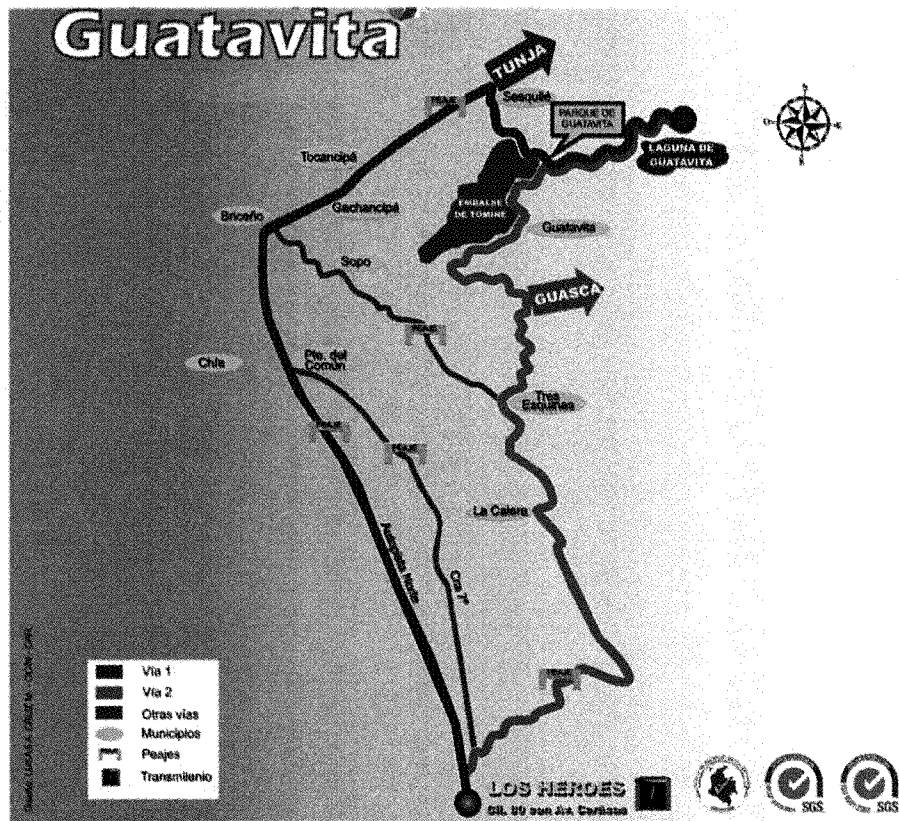 Guatavita
TUNJA
Sesquilé
PEAJE
PARQUE DE
GUATAVITA
LAGUNA DE
GUATAVITA
Tocancipá
Gachancipá
EMBALSE
DE TOMINE
Briceño
Guatavita
Sopo
GUASCA
PEAJE
Chía
Pte. del
Común
Tres
Esquinas
PEAJE
PEAJE
La Calera
Autopista Norte
Cra 7ª
PEAJE
Vía 1
Vía 2
Otras vías
Municipios
Peajes
Transmilenio
LOS HEROES
SGS
SGS